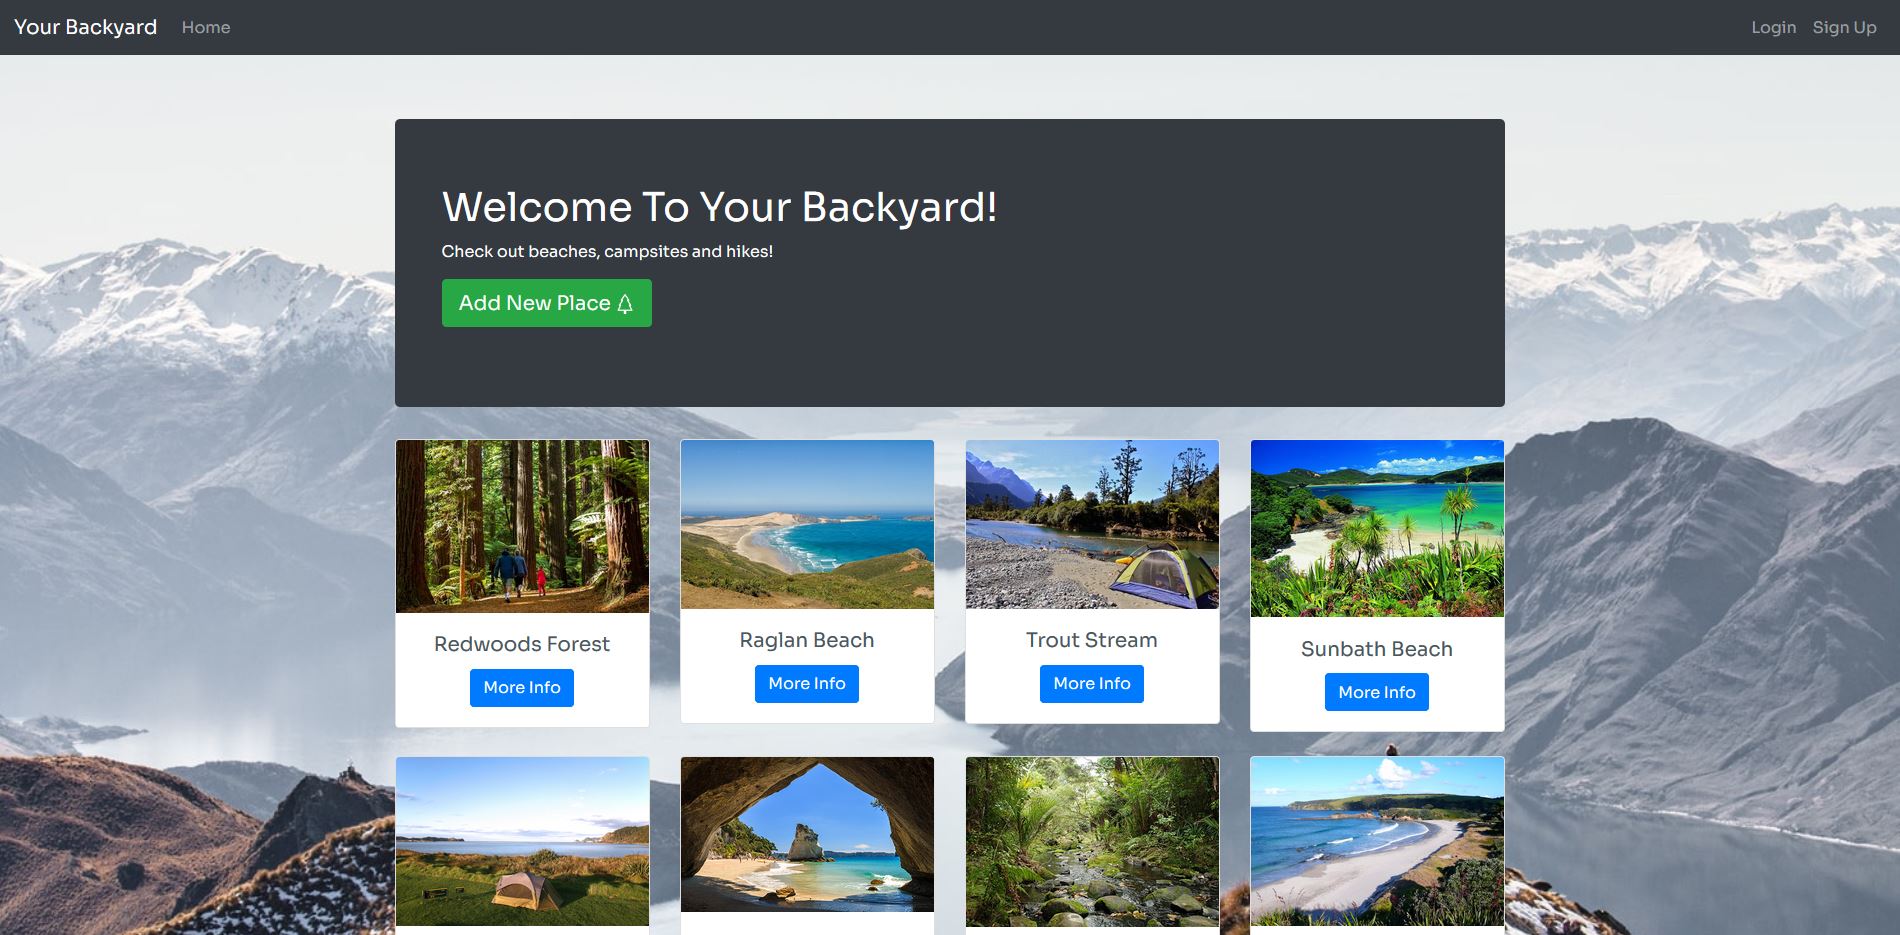 Your Backyard Home Login Sign Up
Welcome To Your Backyard!
Check out beaches, campsites and hikes!
Add New Place
Redwoods Forest
More Info
Raglan Beach
More Info
Trout Stream
More Info
Sunbath Beach
More Info